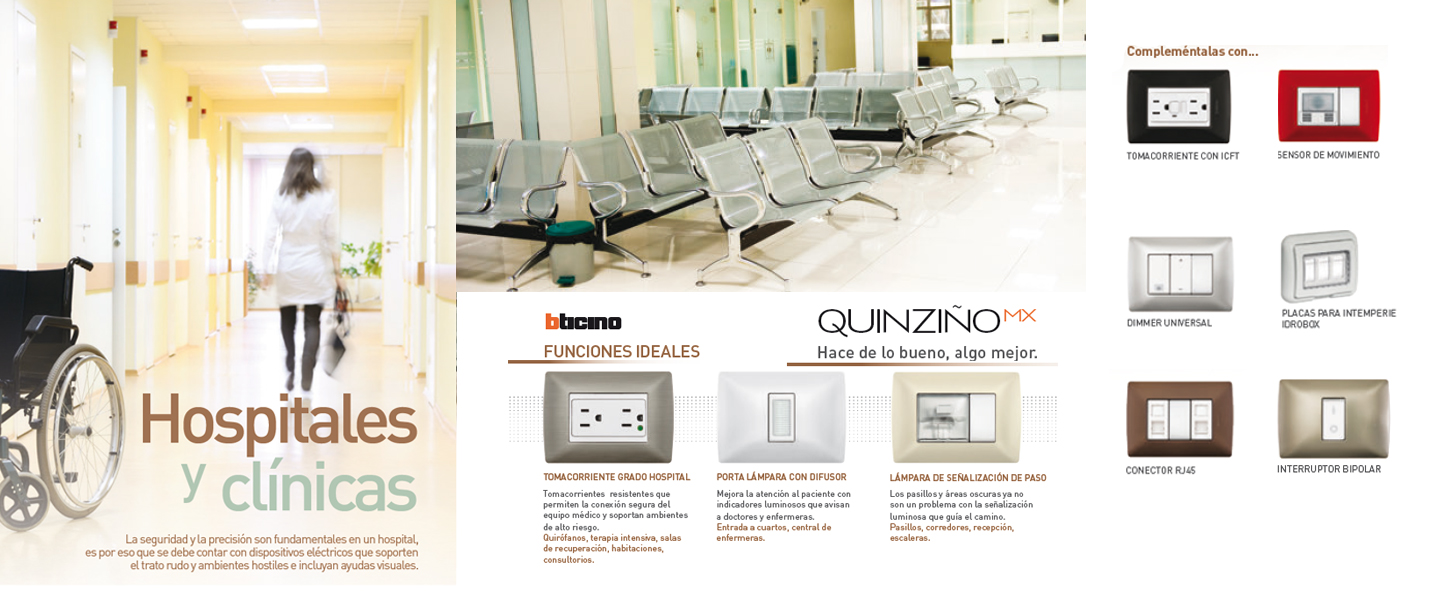 Hospitales
y clínicas
La seguridad y la precisión son fundamentales en un hospital,
es por eso que se debe contar con dispositivos eléctricos que soporten
el trato rudo y ambientes hostiles e incluyan ayudas visuales.
bticino
FUNCIONES IDEALES
QUINZIÑO MX
Hace de lo bueno, algo mejor.
TOMACORRIENTE GRADO HOSPITAL
Tomacorrientes resistentes que
permiten la conexión segura del
equipo médico y soportan ambientes
de alto riesgo.
Quirófanos, terapia intensiva, salas
de recuperación, habitaciones,
consultorios.
PORTA LÁMPARA CON DIFUSOR
Mejora la atención al paciente con
indicadores luminosos que avisan
a doctores y enfermeras.
Entrada a cuartos, central de
enfermeras.
LÁMPARA DE SEÑALIZACIÓN DE PASO
Los pasillos y áreas oscuras ya no
son un problema con la señalización
luminosa que guía el camino.
Pasillos, corredores, recepción,
escaleras.
Compleméntalas con...
TOMACORRIENTE CON ICFT
SENSOR DE MOVIMIENTO
DIMMER UNIVERSAL
PLACAS PARA INTEMPERIE
IDROBOX
CONECTOR RJ45
INTERRUPTOR BIPOLAR